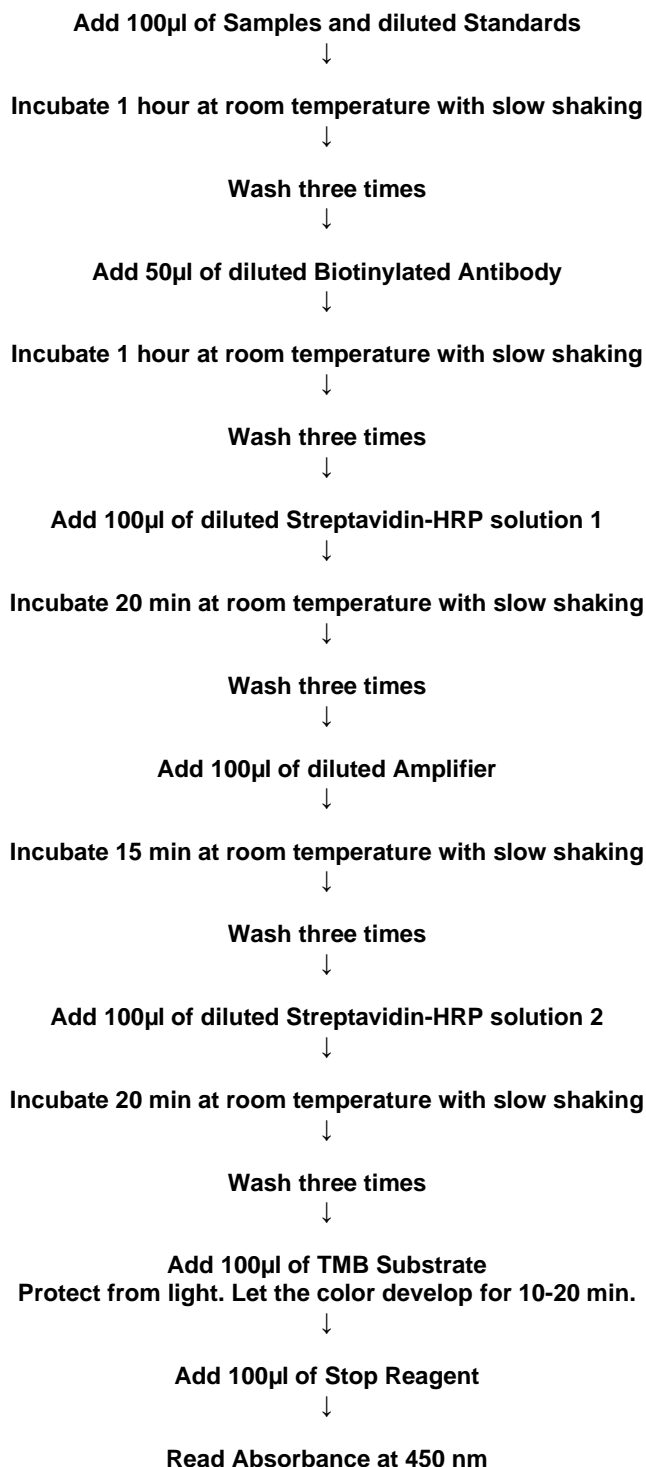 Add 100µl of Samples and diluted Standards
↓
Incubate 1 hour at room temperature with slow shaking
↓
Wash three times
↓
Add 50µl of diluted Biotinylated Antibody
↓
Incubate 1 hour at room temperature with slow shaking
↓
Wash three times
↓
Add 100µl of diluted Streptavidin-HRP solution 1
↓
Incubate 20 min at room temperature with slow shaking
↓
Wash three times
↓
Add 100µl of diluted Amplifier
↓
Incubate 15 min at room temperature with slow shaking
↓
Wash three times
↓
Add 100µl of diluted Streptavidin-HRP solution 2
↓
Incubate 20 min at room temperature with slow shaking
↓
Wash three times
↓
Add 100µl of TMB Substrate
Protect from light. Let the color develop for 10-20 min.
↓
Add 100µl of Stop Reagent
↓
Read Absorbance at 450 nm